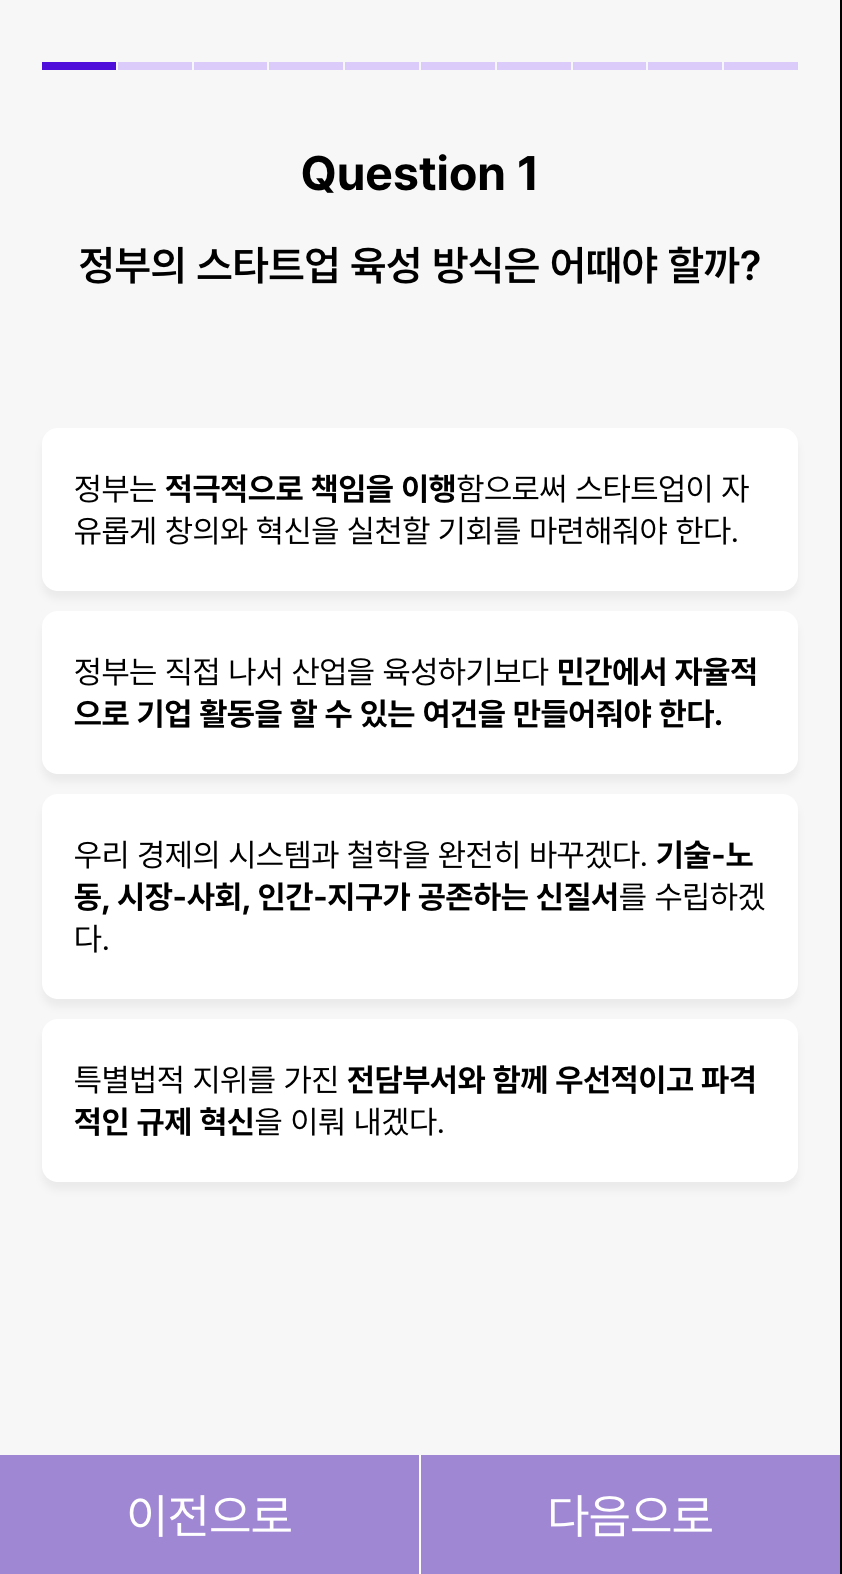 Question 1
정부의 스타트업 육성 방식은 어때야 할까?
정부는 적극적으로 책임을 이행함으로써 스타트업이 자
유롭게 창의와 혁신을 실천할 기회를 마련해줘야 한다.
정부는 직접 나서 산업을 육성하기보다 민간에서 자율적
으로 기업 활동을 할 수 있는 여건을 만들어줘야 한다.
우리 경제의 시스템과 철학을 완전히 바꾸겠다. 기술-노
동, 시장-사회, 인간-지구가 공존하는 신질서를 수립하겠
다.
특별법적 지위를 가진 전담부서와 함께 우선적이고 파격
적인 규제 혁신을 이뤄 내겠다.
이전으로
다음으로